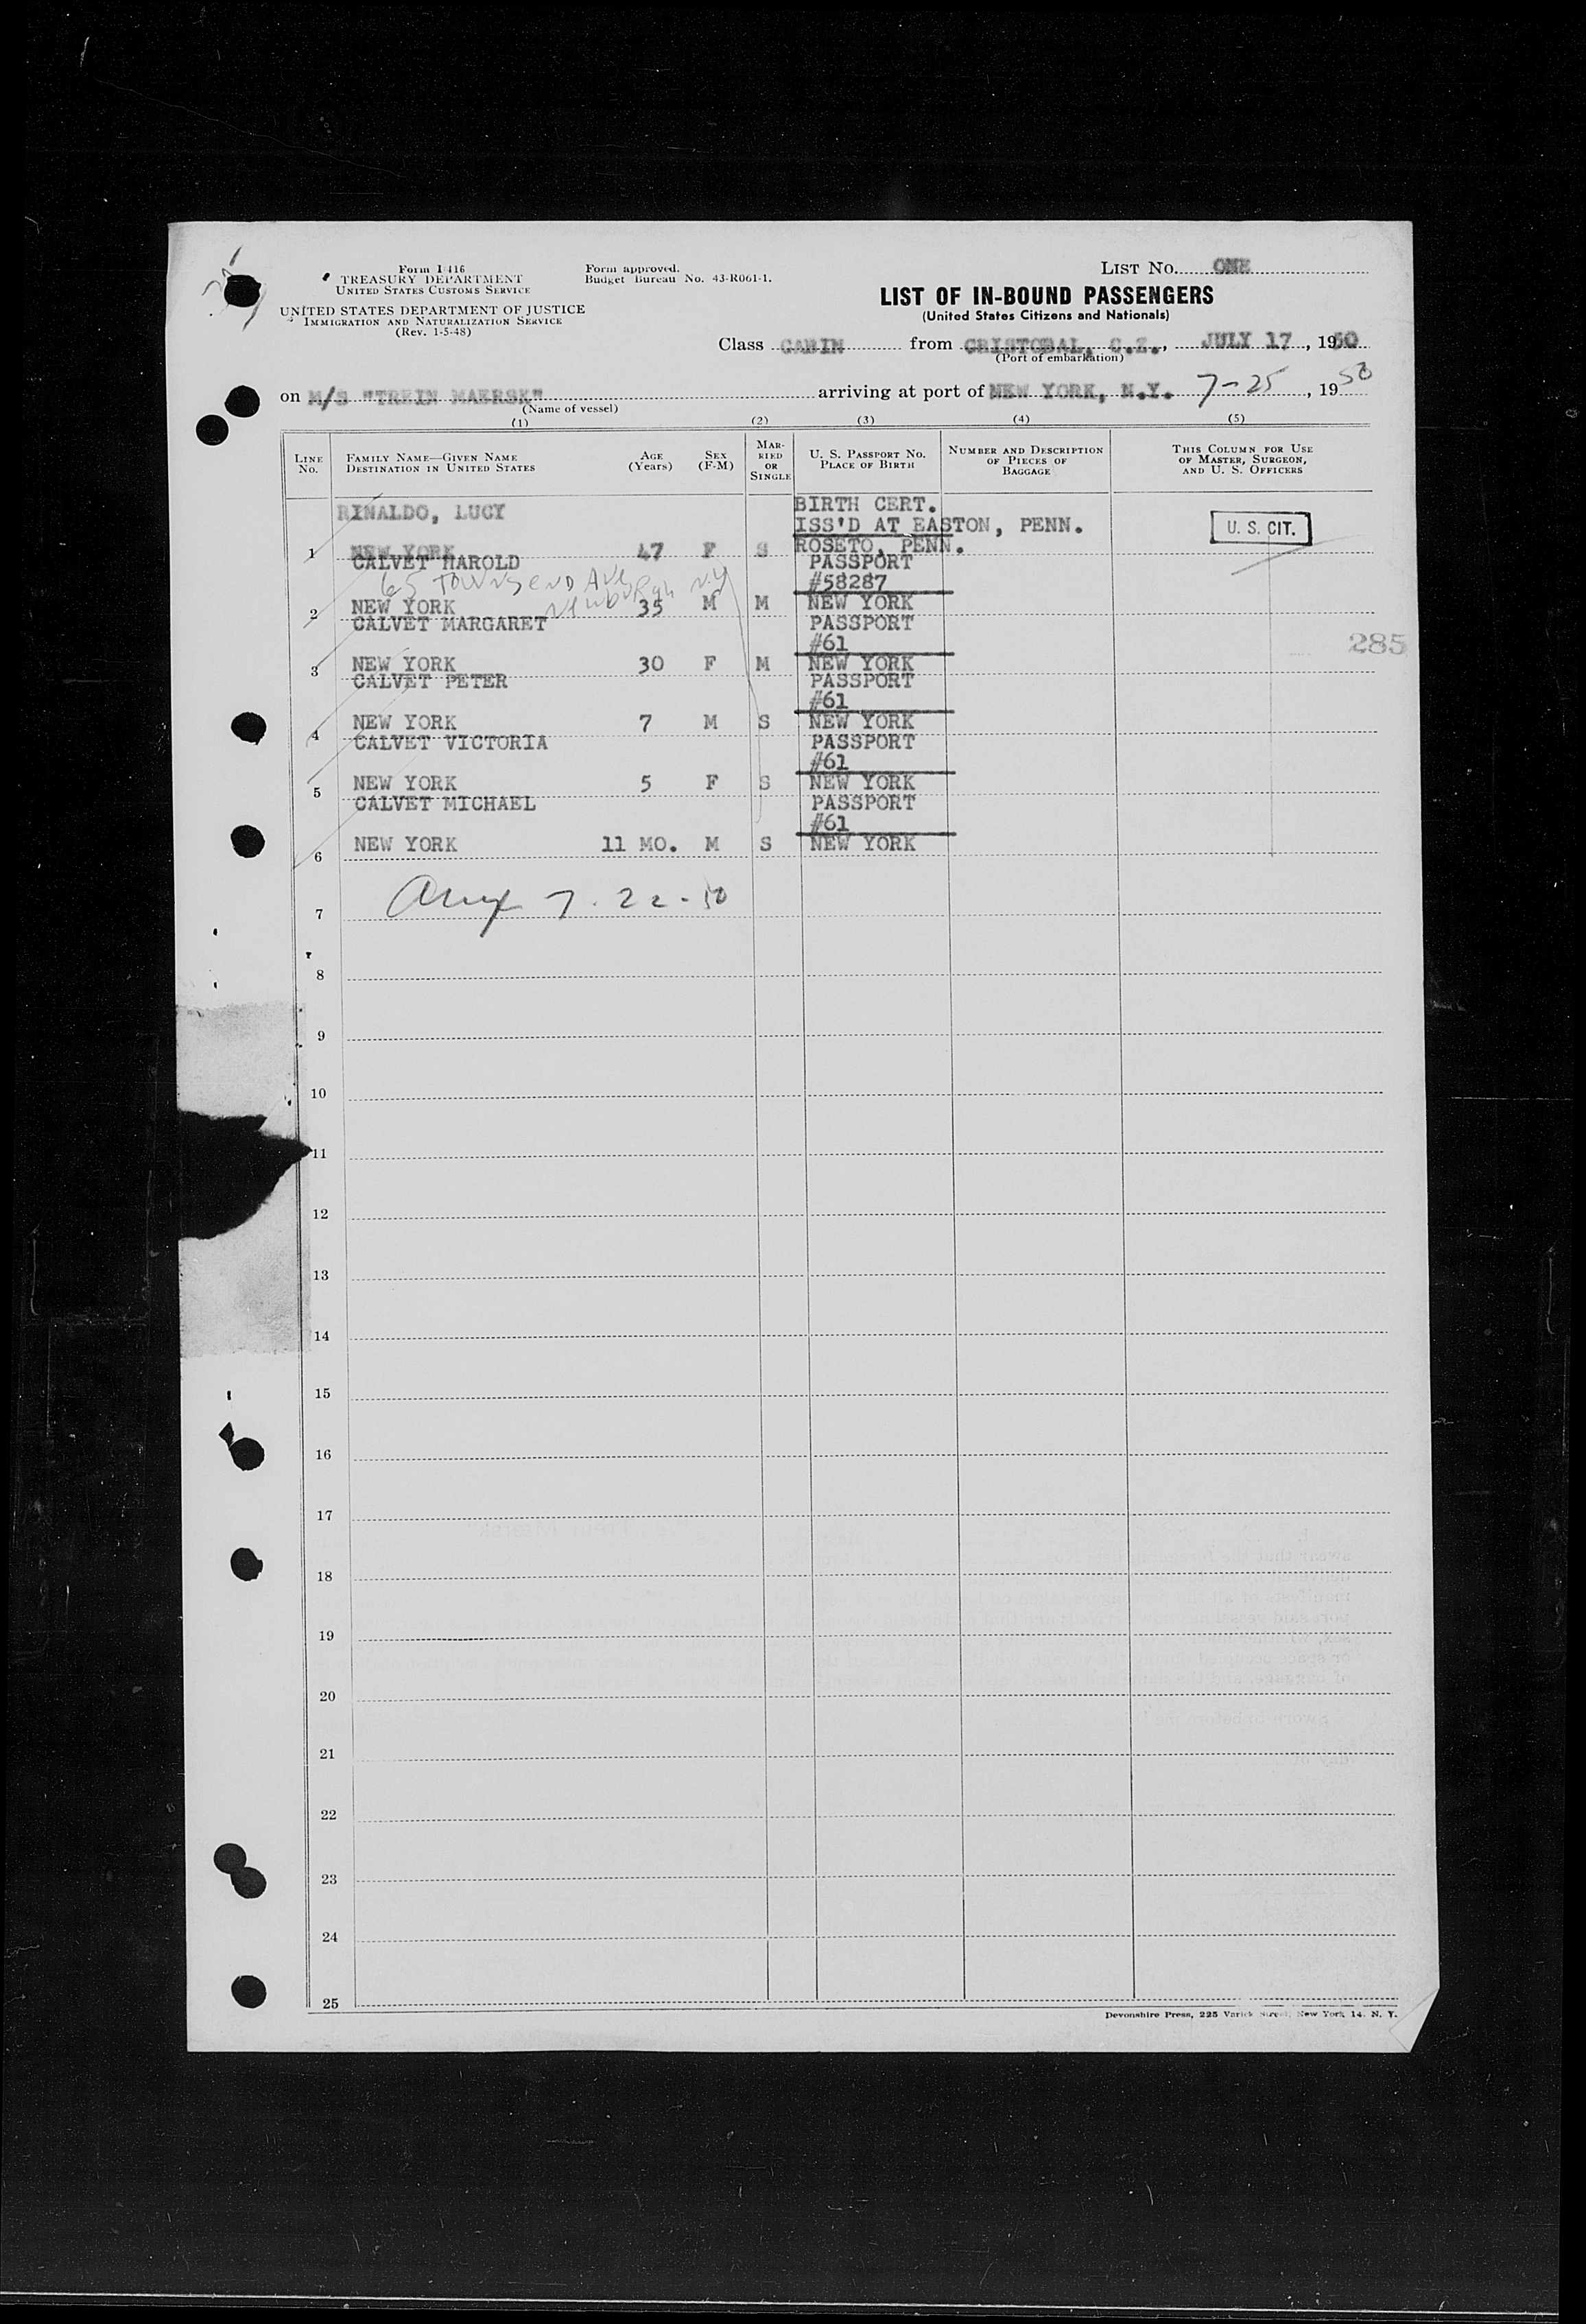 Form I 416
TREASURY DEPARTMENT
UNITED STATES CUSTOMS SERVICE
UNITED STATES DEPARTMENT OF JUSTICE
IMMIGRATION AND NATURALIZATION SERVICE
(Rev. 1-5-48)
Form approved.
Budget Bureau No. 43-R061-1.
LIST NO. ONE
LIST OF IN-BOUND PASSENGERS
(United States Citizens and Nationals)
Class CABIN from CRISTOBAL, C.Z., JULY 17, 1950
(Port of embarkation)
on M/S "TREIN MAERSK" arriving at port of NEW YORK, N.Y. 7-25, 1950
(Name of vessel)
(1) (2) (3) (4) (5)
LINE NO.
FAMILY NAME—GIVEN NAME
DESTINATION IN UNITED STATES
AGE (Years)
SEX (F-M)
MARRIED OR SINGLE
U. S. PASSPORT NO.
PLACE OF BIRTH
NUMBER AND DESCRIPTION OF PIECES OF BAGGAGE
THIS COLUMN FOR USE OF MASTER, SURGEON, AND U. S. OFFICERS
RINALDO, LUCY BIRTH CERT.
ISS'D AT EASTON, PENN.
1 NEW YORK 47 F S ROSETO, PENN.
U. S. CIT.
CALVET HAROLD PASSPORT
65 TOWNSEND AVE #58287
Newburgh N.Y
2 NEW YORK 35 M M NEW YORK
CALVET MARGARET PASSPORT
#61
285
3 NEW YORK 30 F M NEW YORK
CALVET PETER PASSPORT
#61
4 NEW YORK 7 M S NEW YORK
CALVET VICTORIA PASSPORT
#61
5 NEW YORK 5 F S NEW YORK
CALVET MICHAEL PASSPORT
#61
6 NEW YORK 11 MO. M S NEW YORK
7 7.22-50
8
9
10
11
12
13
14
15
16
17
18
19
20
21
22
23
24
25
Devonshire Press, 225 Varick Street, New York 14, N. Y.